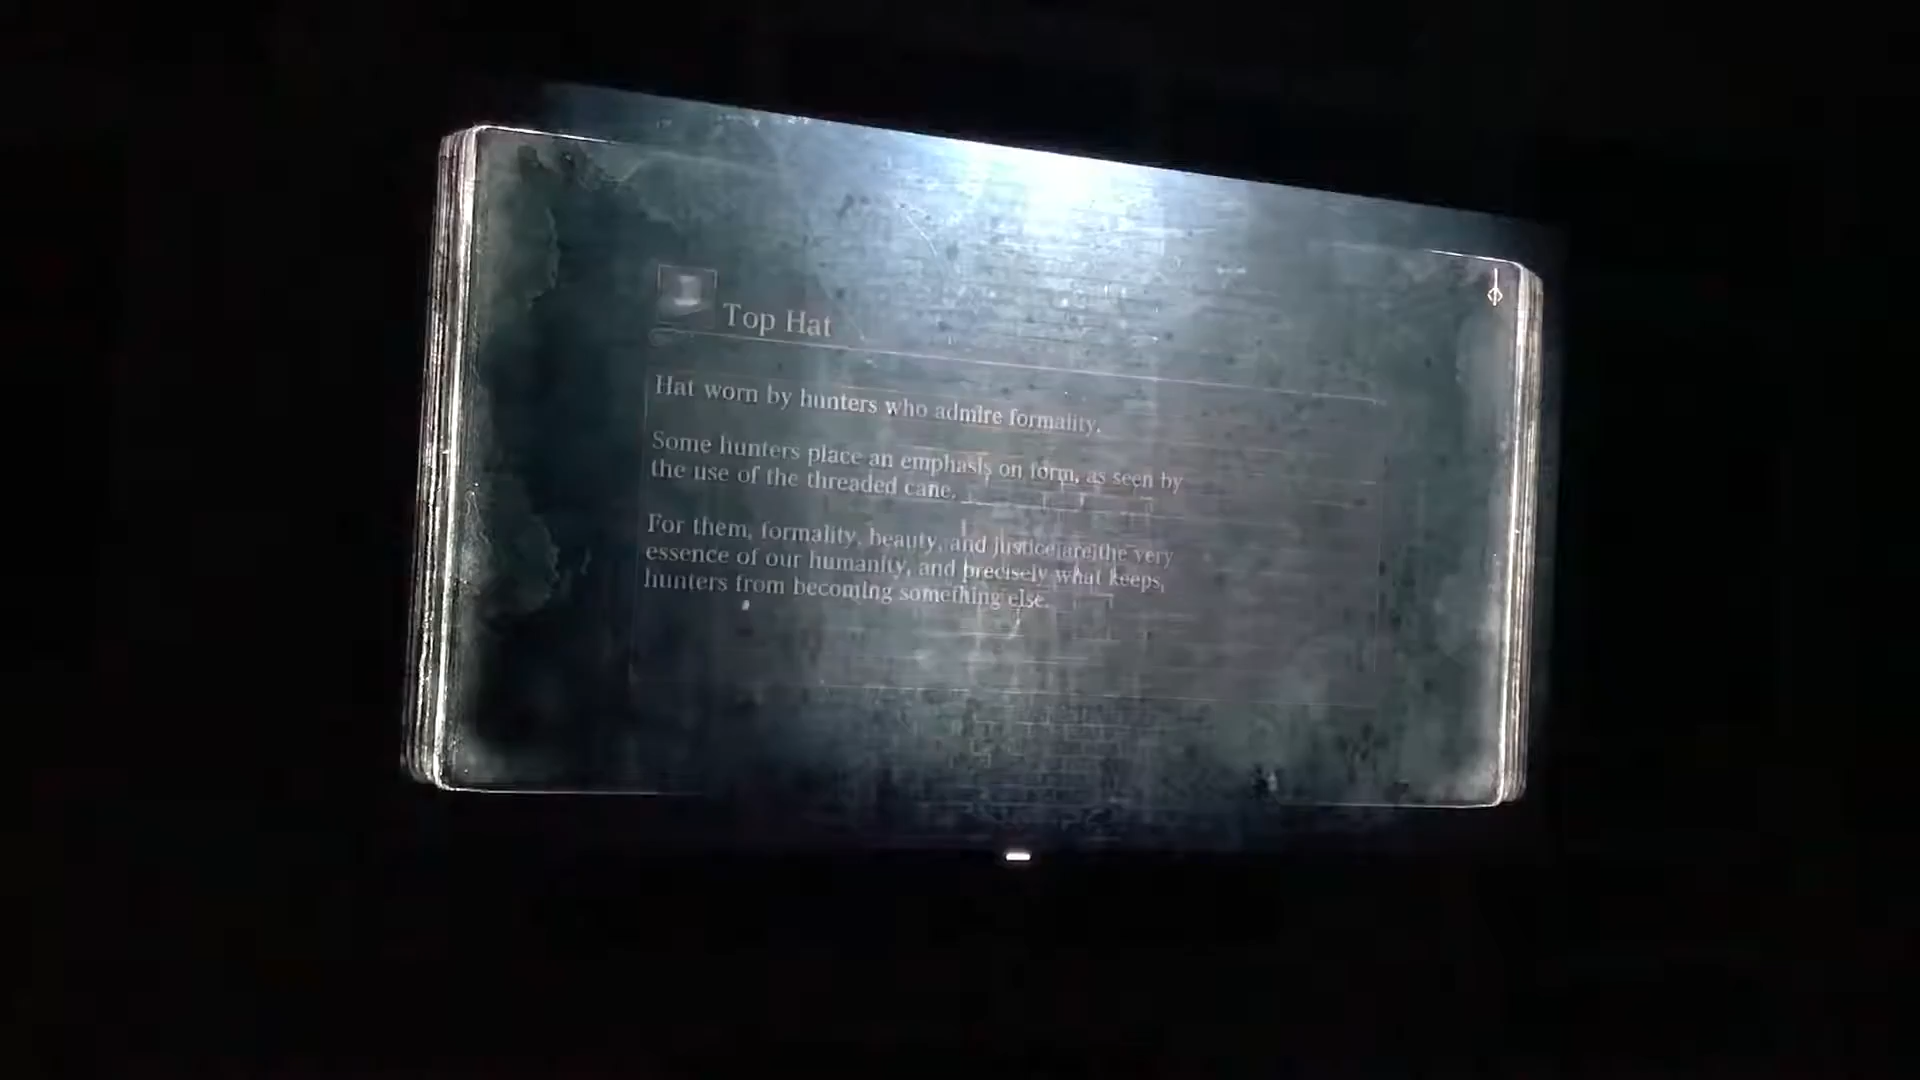 Top Hat
Hat worn by hunters who admire formality.
Some hunters place an emphasis on form, as seen by
the use of the threaded cane.
For them, formality, beauty, and justice are the very
essence of our humanity, and precisely what keeps
hunters from becoming something else.